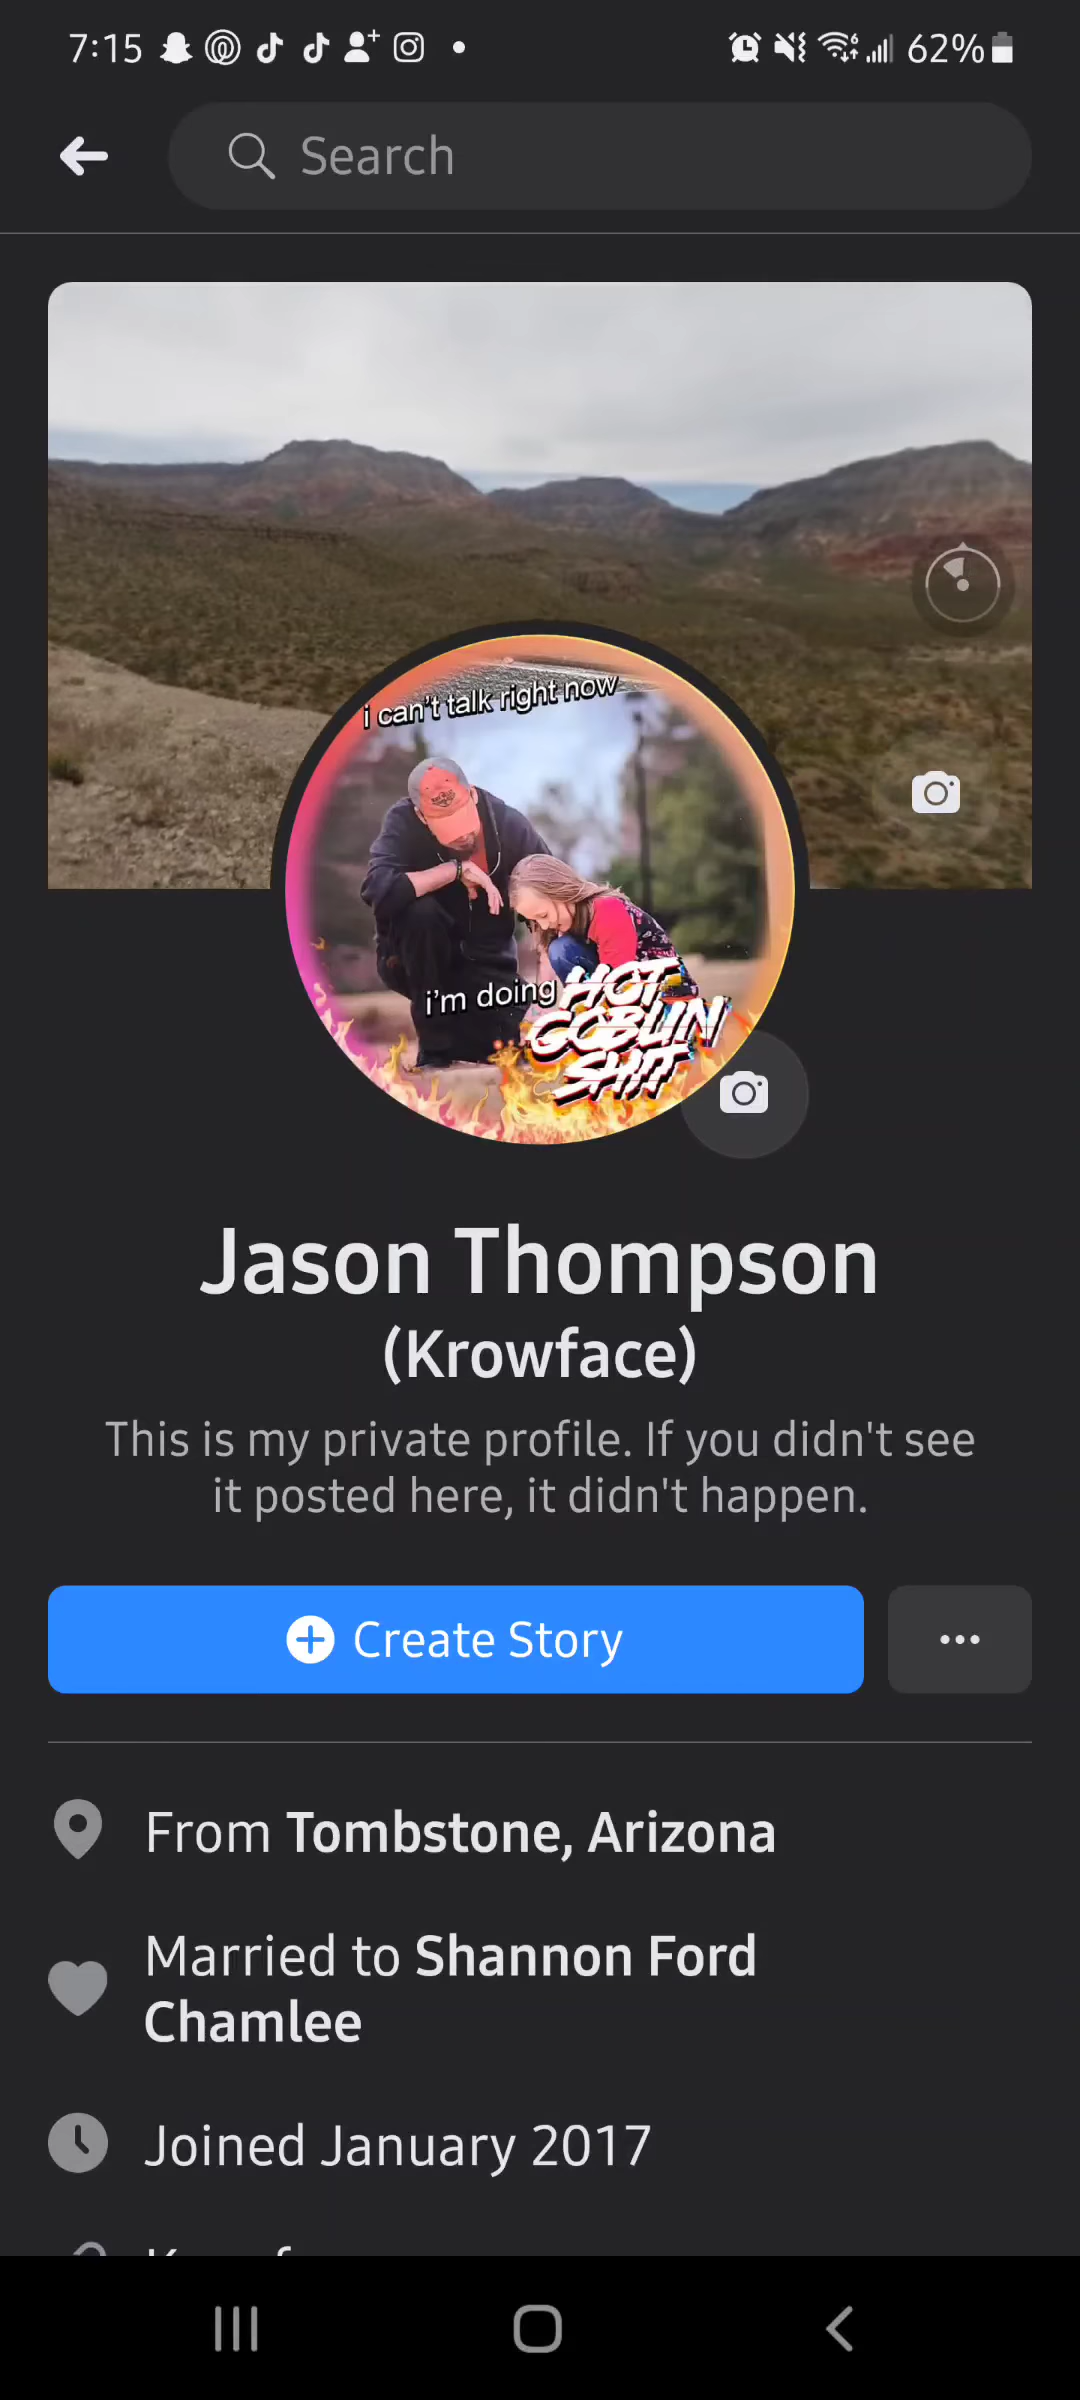 7:15
62%
Search
i can't talk right now
i'm doing HOT
GOBLIN
SHIT
Jason Thompson
(Krowface)
This is my private profile. If you didn't see
it posted here, it didn't happen.
Create Story
From Tombstone, Arizona
Married to Shannon Ford
Chamlee
Joined January 2017